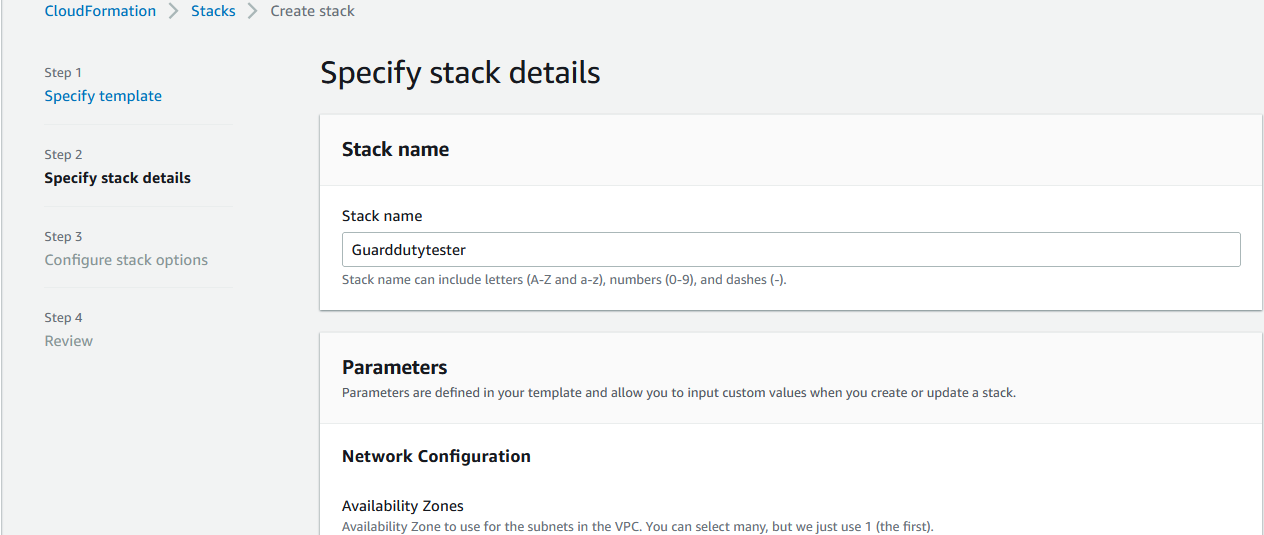 CloudFormation > Stacks > Create stack
Step 1
Specify template
Step 2
Specify stack details
Step 3
Configure stack options
Step 4
Review
Specify stack details
Stack name
Stack name
Guarddutytester
Stack name can include letters (A-Z and a-z), numbers (0-9), and dashes (-).
Parameters
Parameters are defined in your template and allow you to input custom values when you create or update a stack.
Network Configuration
Availability Zones
Availability Zone to use for the subnets in the VPC. You can select many, but we just use 1 (the first).